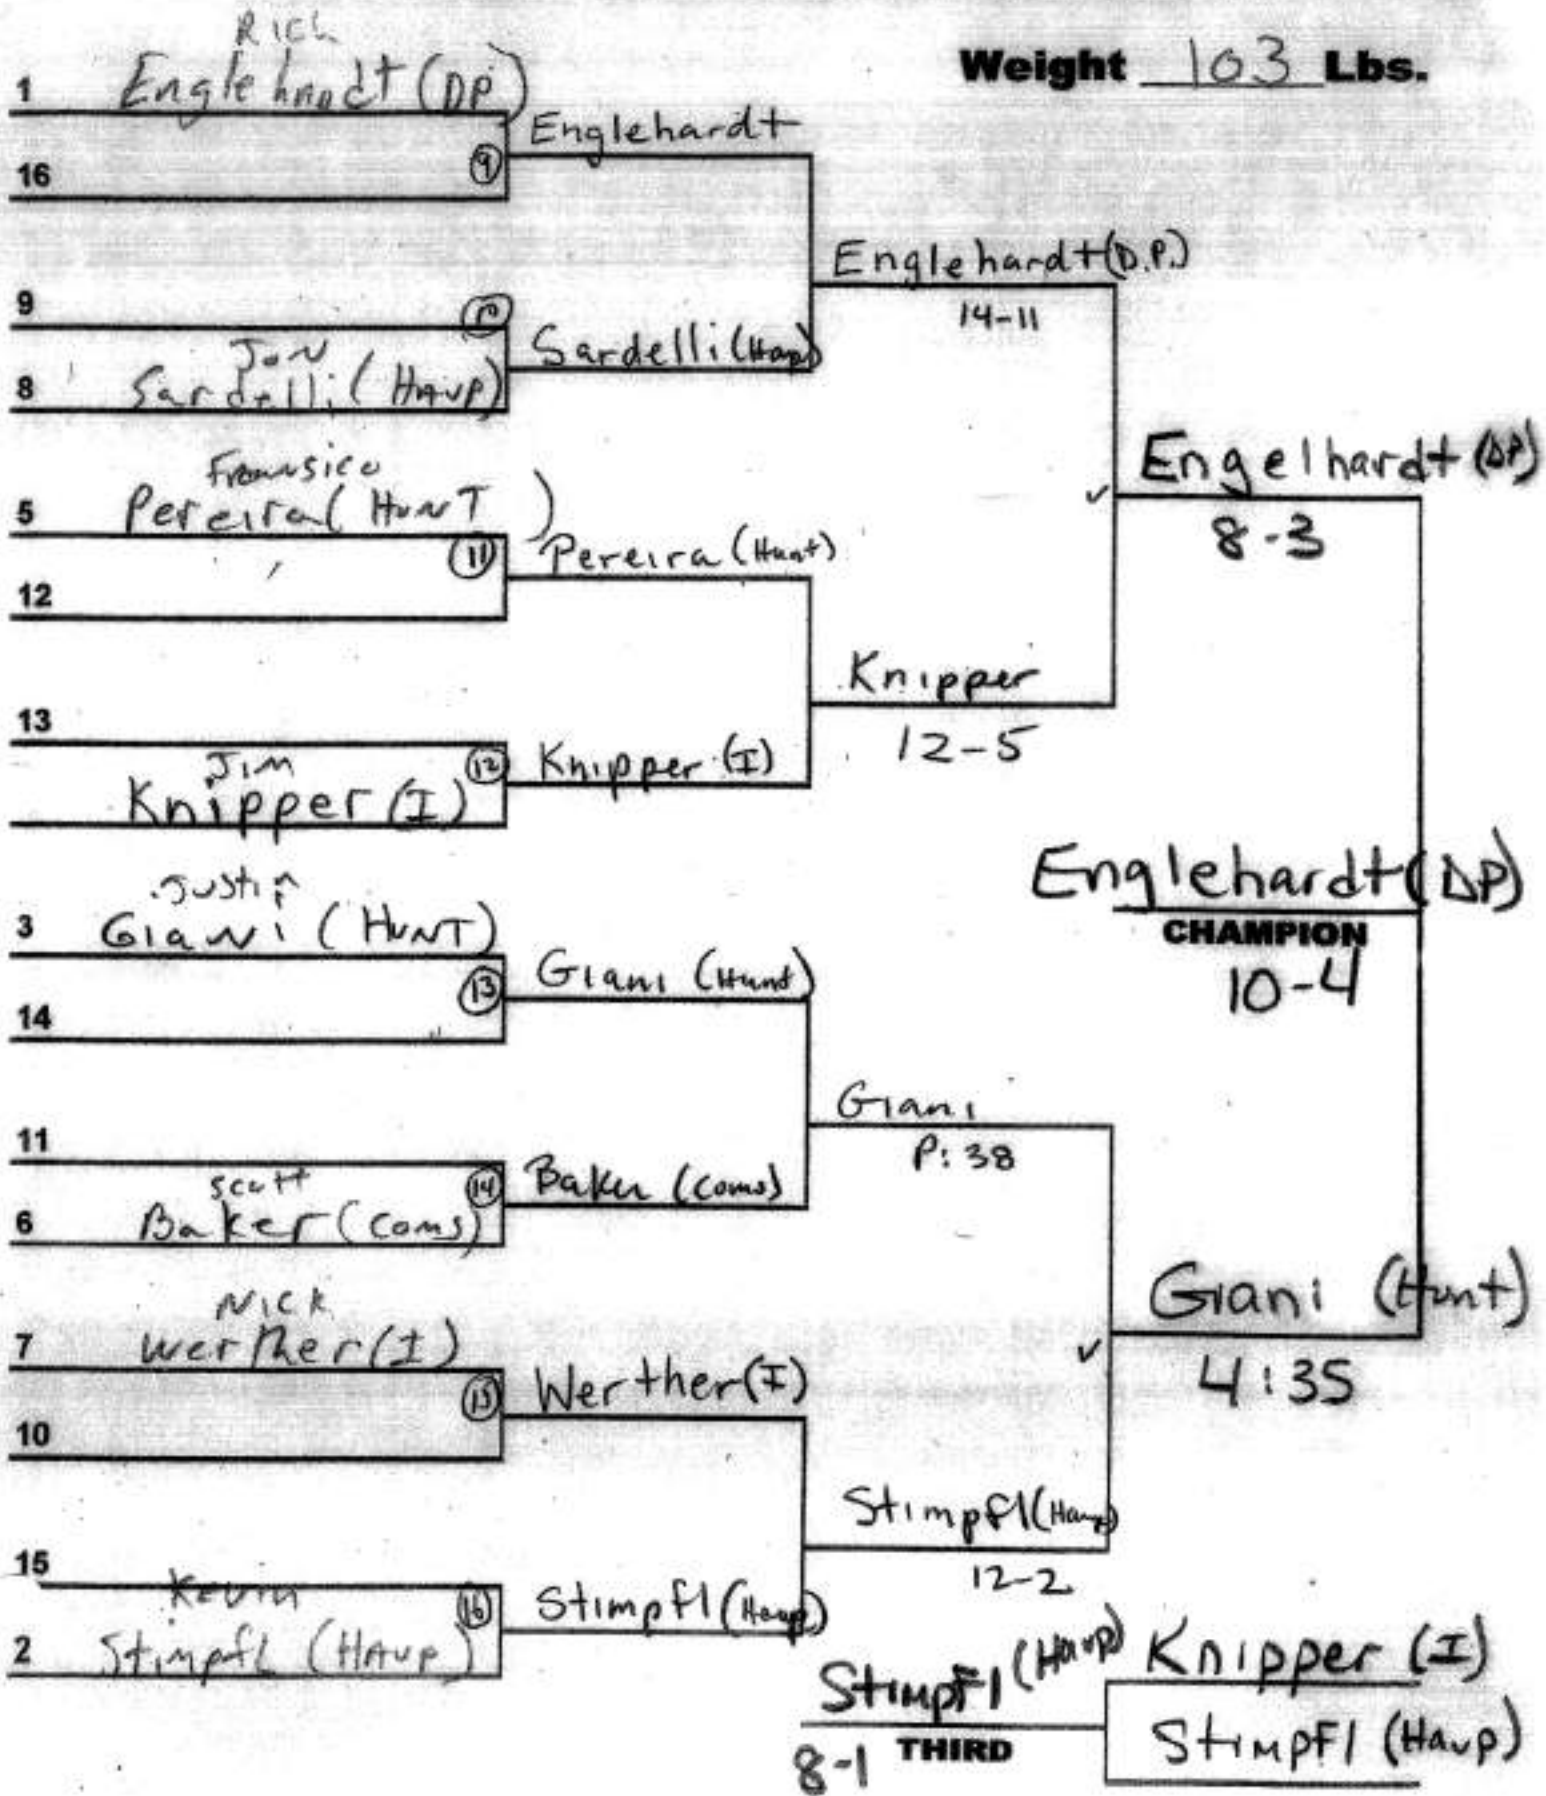 Weight 103 Lbs.
Rich
1 Englehardt (DP)
⑨ Englehardt
16
Englehardt (D.P.)
14-11
9
Sardelli (Haup)
Jon
8 Sardelli (Haup)
Engelhardt (DP)
8-3
Fransico
5 Pereira (HunT)
⑪ Pereira (Hunt)
12
Knipper
12-5
13
⑫ Knipper (I)
Jim
Knipper (I)
Englehardt (DP)
CHAMPION
10-4
Justin
3 Giani (HunT)
⑬ Giani (Hunt)
14
Giani
P:38
11
⑭ Baker (Coms)
Scott
6 Baker (Coms)
Giani (Hunt)
4:35
Nick
7 Werther (I)
⑮ Werther (I)
10
Stimpfl (Haup)
12-2
15
Kevin
⑯ Stimpfl (Haup)
2 Stimpfl (Haup)
Stimpfl (Haup)
THIRD
8-1
Knipper (I)
Stimpfl (Haup)